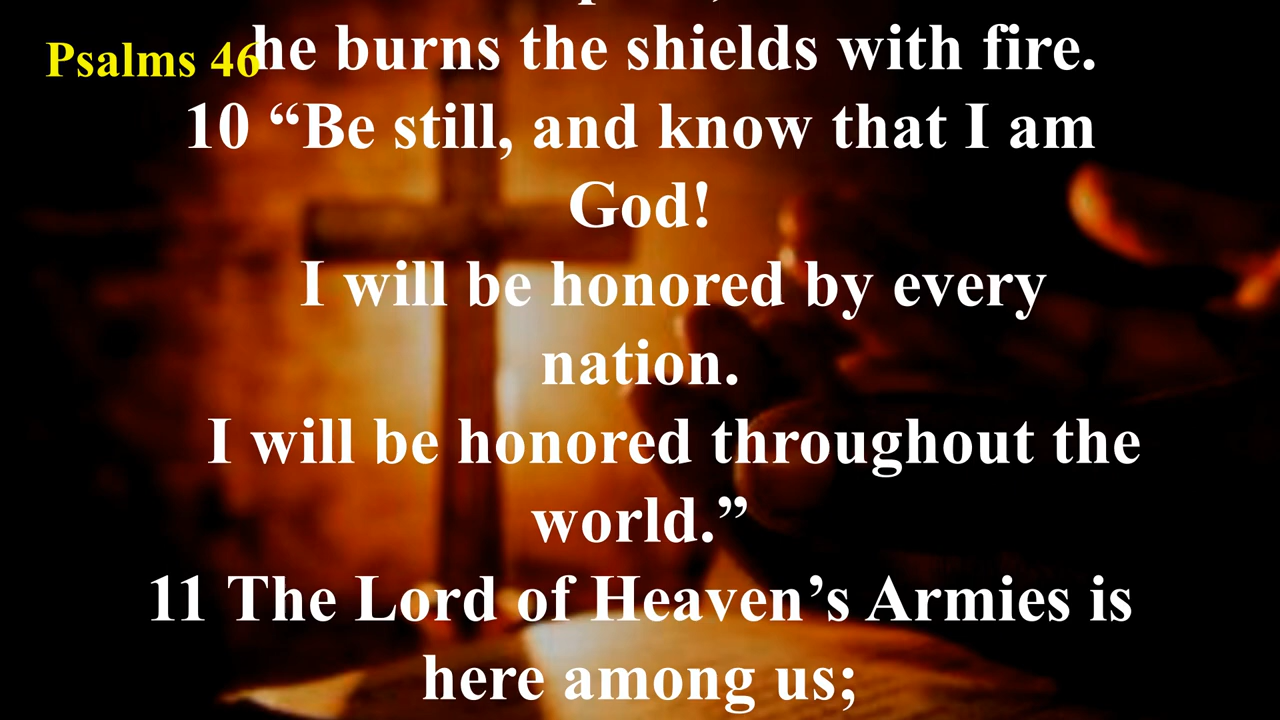 Psalms 46
he burns the shields with fire.
10 “Be still, and know that I am
God!
I will be honored by every
nation.
I will be honored throughout the
world.”
11 The Lord of Heaven’s Armies is
here among us;